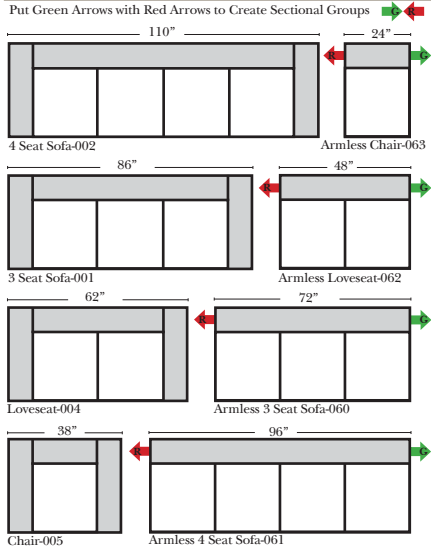 Put Green Arrows with Red Arrows to Create Sectional Groups G R
110” 24”
R G
4 Seat Sofa-002 Armless Chair-063
86” 48”
R G
3 Seat Sofa-001 Armless Loveseat-062
62” 72”
R G
Loveseat-004 Armless 3 Seat Sofa-060
38” 96”
R G
Chair-005 Armless 4 Seat Sofa-061